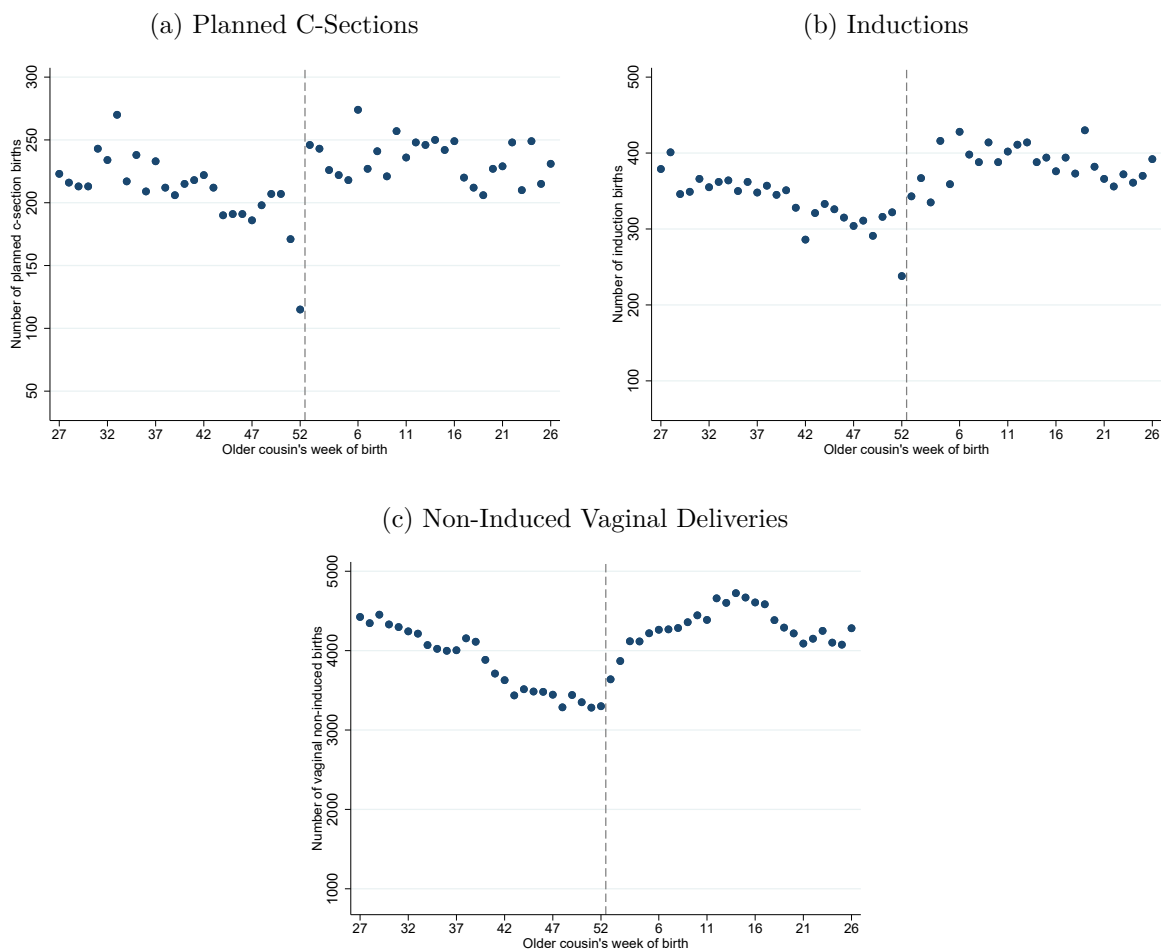 (a) Planned C-Sections
Number of planned c-section births
300
250
200
150
100
50
27 32 37 42 47 52 6 11 16 21 26
Older cousin's week of birth
(b) Inductions
Number of induction births
500
400
300
200
100
27 32 37 42 47 52 6 11 16 21 26
Older cousin's week of birth
(c) Non-Induced Vaginal Deliveries
Number of vaginal non-induced births
5000
4000
3000
2000
1000
27 32 37 42 47 52 6 11 16 21 26
Older cousin's week of birth